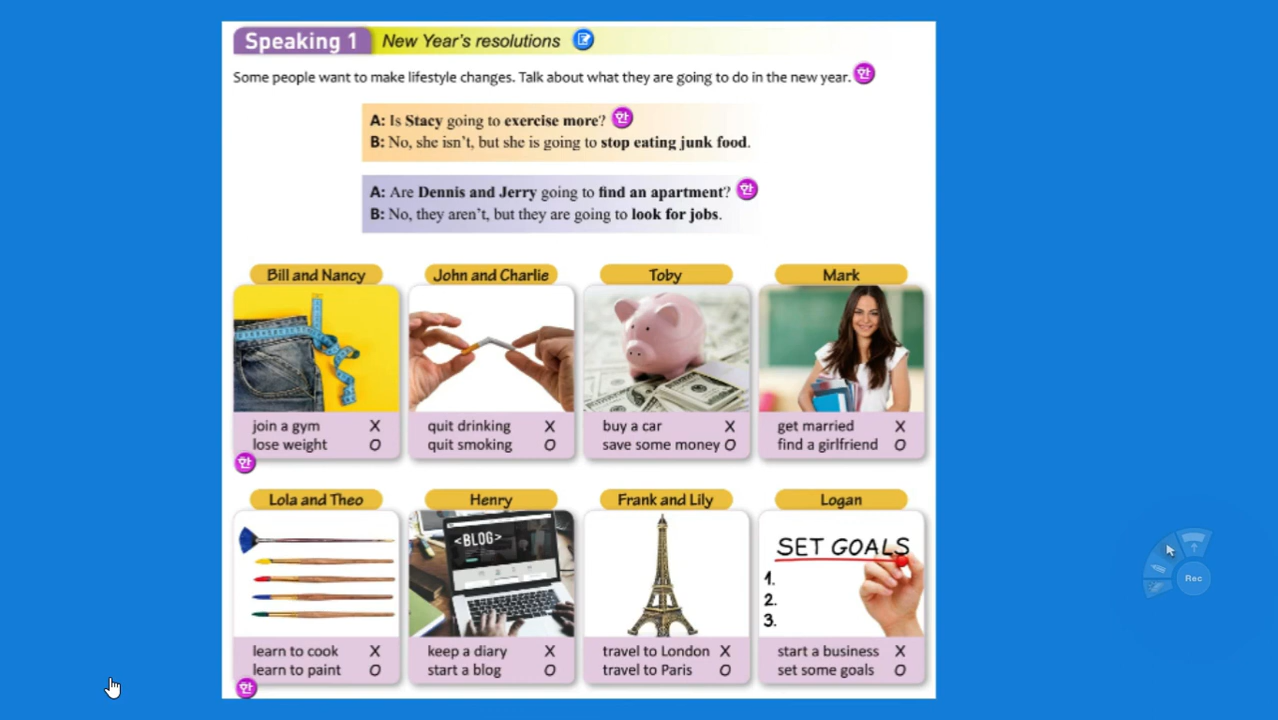 Speaking 1 New Year's resolutions
Some people want to make lifestyle changes. Talk about what they are going to do in the new year. 한
A: Is Stacy going to exercise more? 한
B: No, she isn't, but she is going to stop eating junk food.
A: Are Dennis and Jerry going to find an apartment? 한
B: No, they aren't, but they are going to look for jobs.
Bill and Nancy
join a gym X
lose weight O
한
John and Charlie
quit drinking X
quit smoking O
Toby
buy a car X
save some money O
Mark
get married X
find a girlfriend O
Lola and Theo
learn to cook X
learn to paint O
한
Henry
<BLOG>
keep a diary X
start a blog O
Frank and Lily
travel to London X
travel to Paris O
Logan
SET GOALS
1.
2.
3.
start a business X
set some goals O
Rec